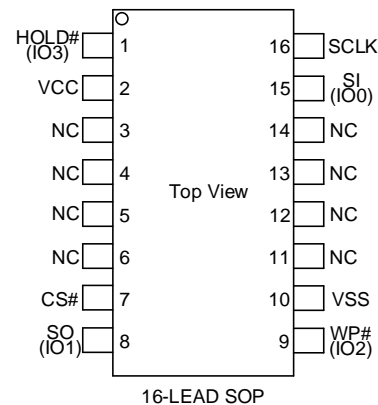 HOLD#
(IO3)
1
16
SCLK
VCC
2
15
SI
(IO0)
NC
3
14
NC
NC
4
13
NC
Top View
NC
5
12
NC
NC
6
11
NC
CS#
7
10
VSS
SO
(IO1)
8
9
WP#
(IO2)
16-LEAD SOP